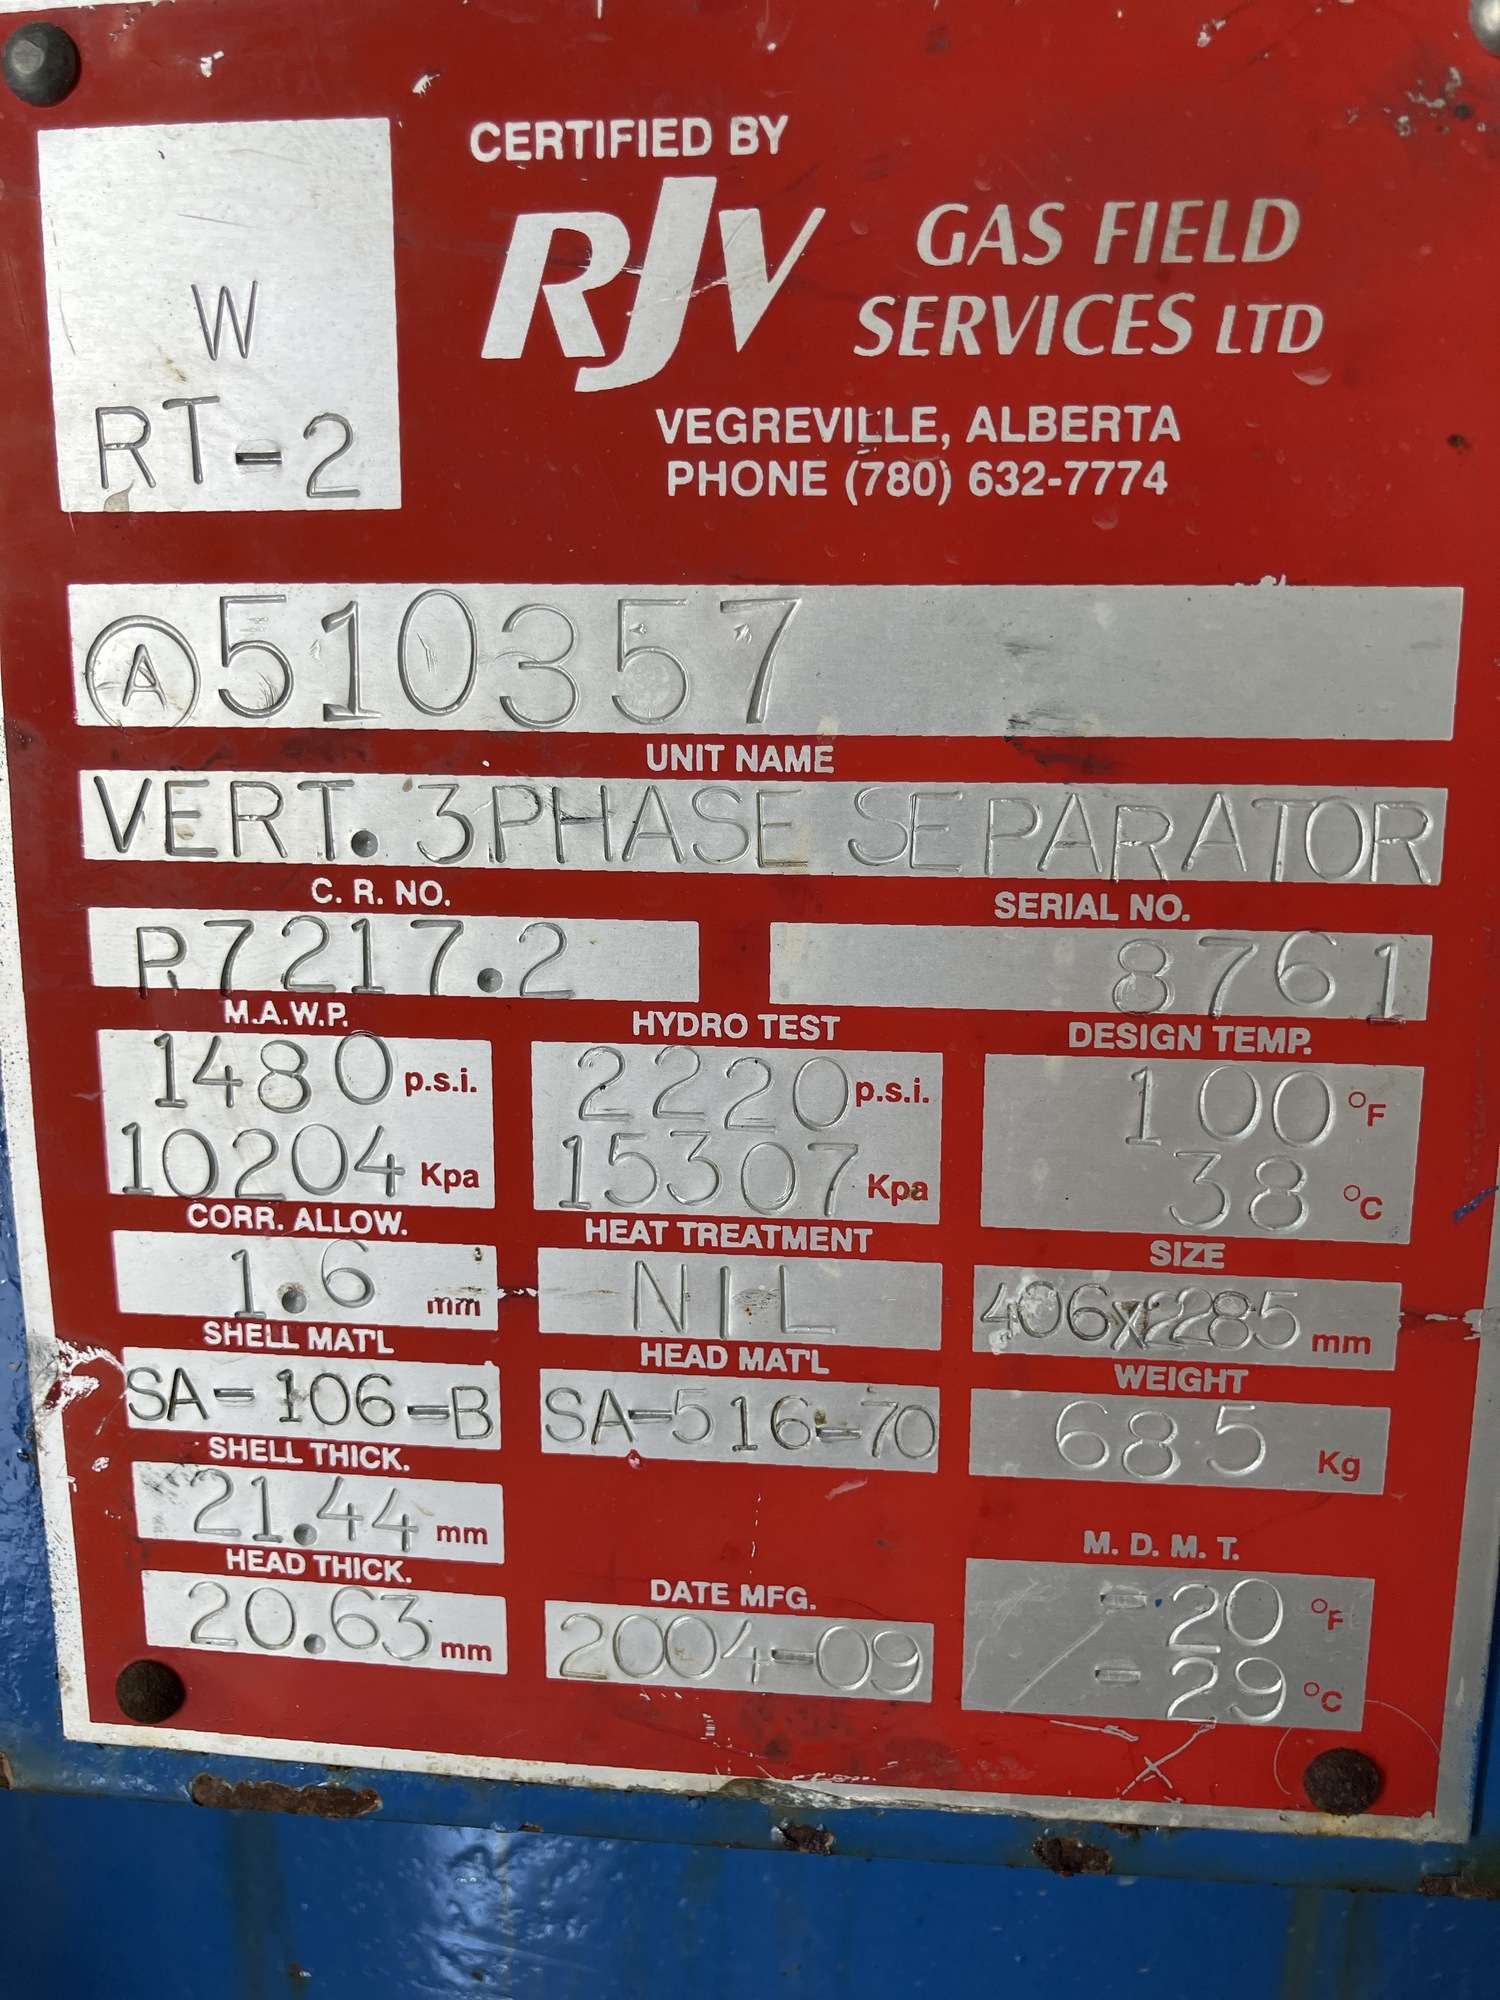 W
RT-2
CERTIFIED BY
RJV GAS FIELD
SERVICES LTD
VEGREVILLE, ALBERTA
PHONE (780) 632-7774
Ⓐ510357
UNIT NAME
VERT. 3PHASE SEPARATOR
C. R. NO.
SERIAL NO.
R7217.2
8761
M.A.W.P.
HYDRO TEST
DESIGN TEMP.
1480 p.s.i.
2220 p.s.i.
100 °F
10204 Kpa
15307 Kpa
38 °C
CORR. ALLOW.
HEAT TREATMENT
SIZE
1.6 mm
NIL
406x2285 mm
SHELL MAT'L
HEAD MAT'L
WEIGHT
SA-106-B
SA-516-70
685 Kg
SHELL THICK.
21.44 mm
M. D. M. T.
HEAD THICK.
DATE MFG.
-20 °F
20.63 mm
2004-09
-29 °C